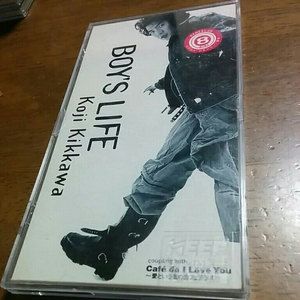 BOY'S LIFE
Koji Kikkawa
coupling with
Café de I Love You